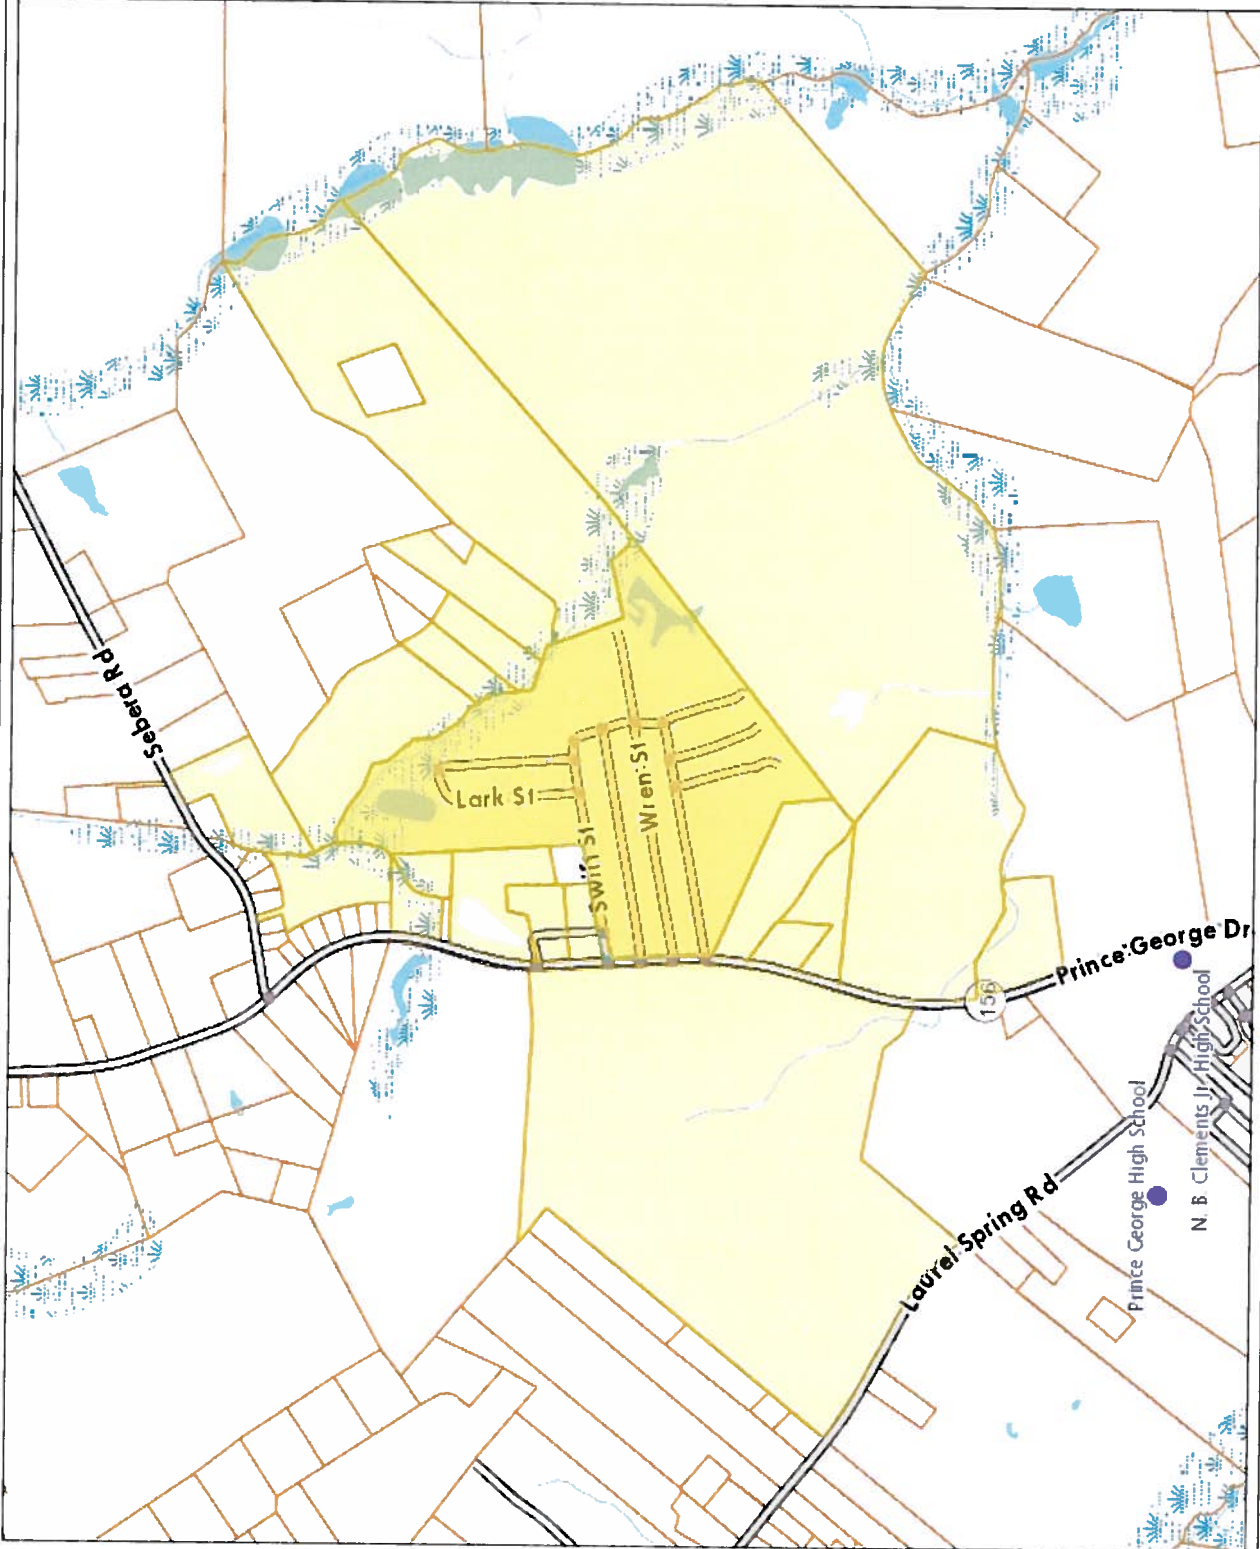 Sebera Rd
Lark St
Wren St
Swift St
156
Prince George Dr
Laurel Spring Rd
Prince George High School
N. B. Clements Jr. High School